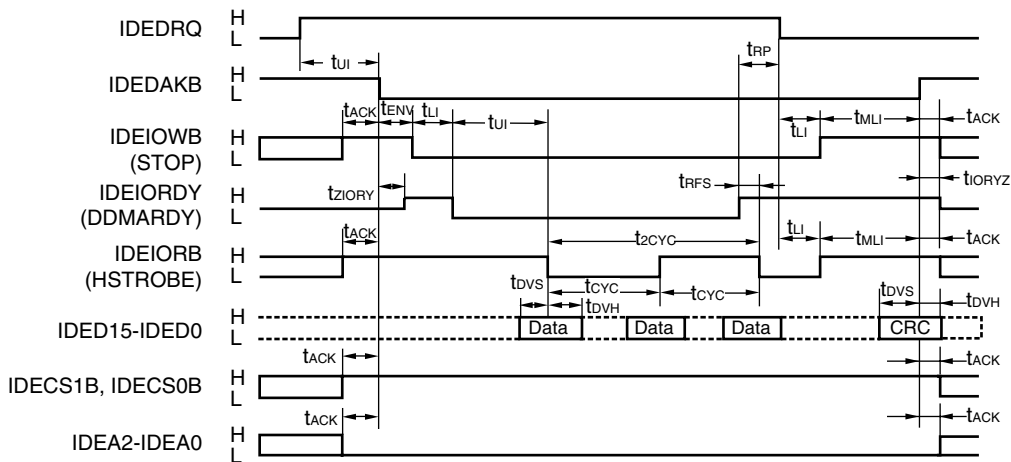 IDEDRQ
H
L
tUI
tRP
IDEDAKB
H
L
tACK
tENV
tLI
tUI
tLI
tMLI
tACK
IDEIOWB
(STOP)
H
L
tZIORY
tRFS
tIORYZ
IDEIORDY
(DDMARDY)
H
L
tACK
t2CYC
tLI
tMLI
tACK
IDEIORB
(HSTROBE)
H
L
tDVS
tCYC
tCYC
tDVS
tDVH
tDVH
IDED15-IDED0
H
L
Data
Data
Data
CRC
tACK
tACK
IDECS1B, IDECS0B
H
L
tACK
tACK
IDEA2-IDEA0
H
L